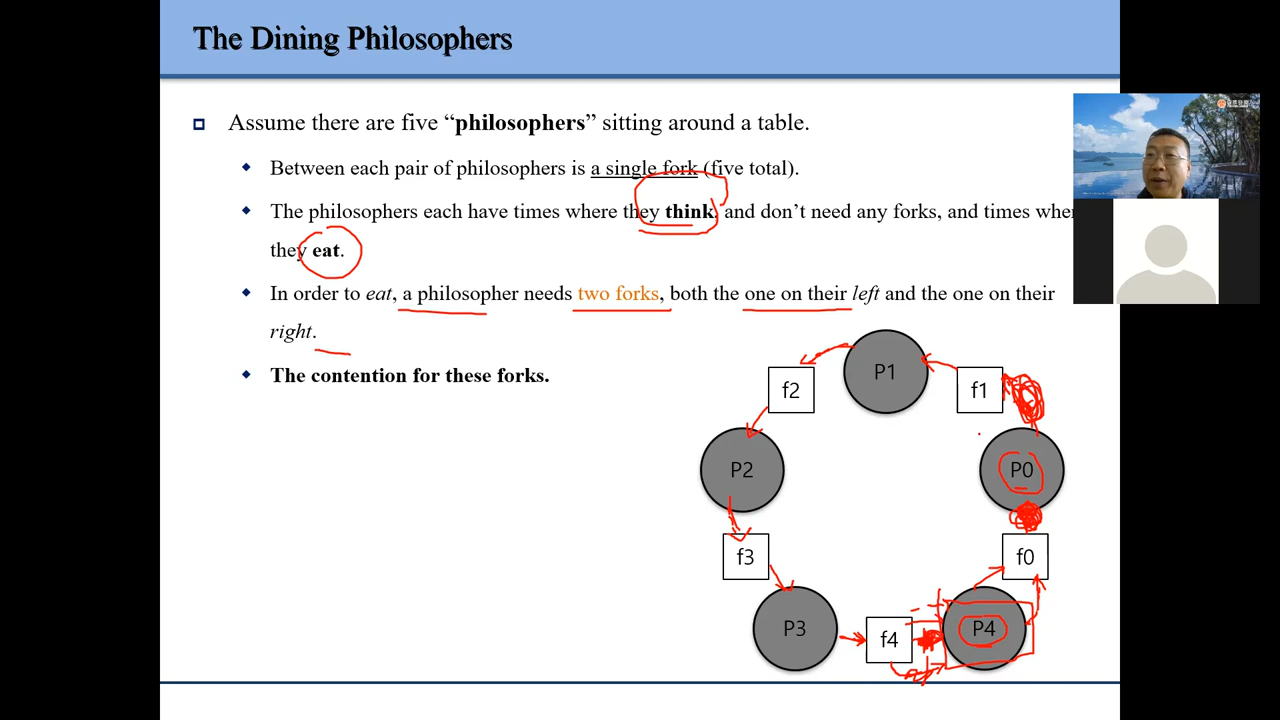 The Dining Philosophers
Assume there are five “philosophers” sitting around a table.
Between each pair of philosophers is a single fork (five total).
The philosophers each have times where they think, and don’t need any forks, and times
they eat.
In order to eat, a philosopher needs two forks, both the one on their left and the one on their
right.
The contention for these forks.
P1
f2
f1
P2
P0
f3
f0
P3
f4
P4